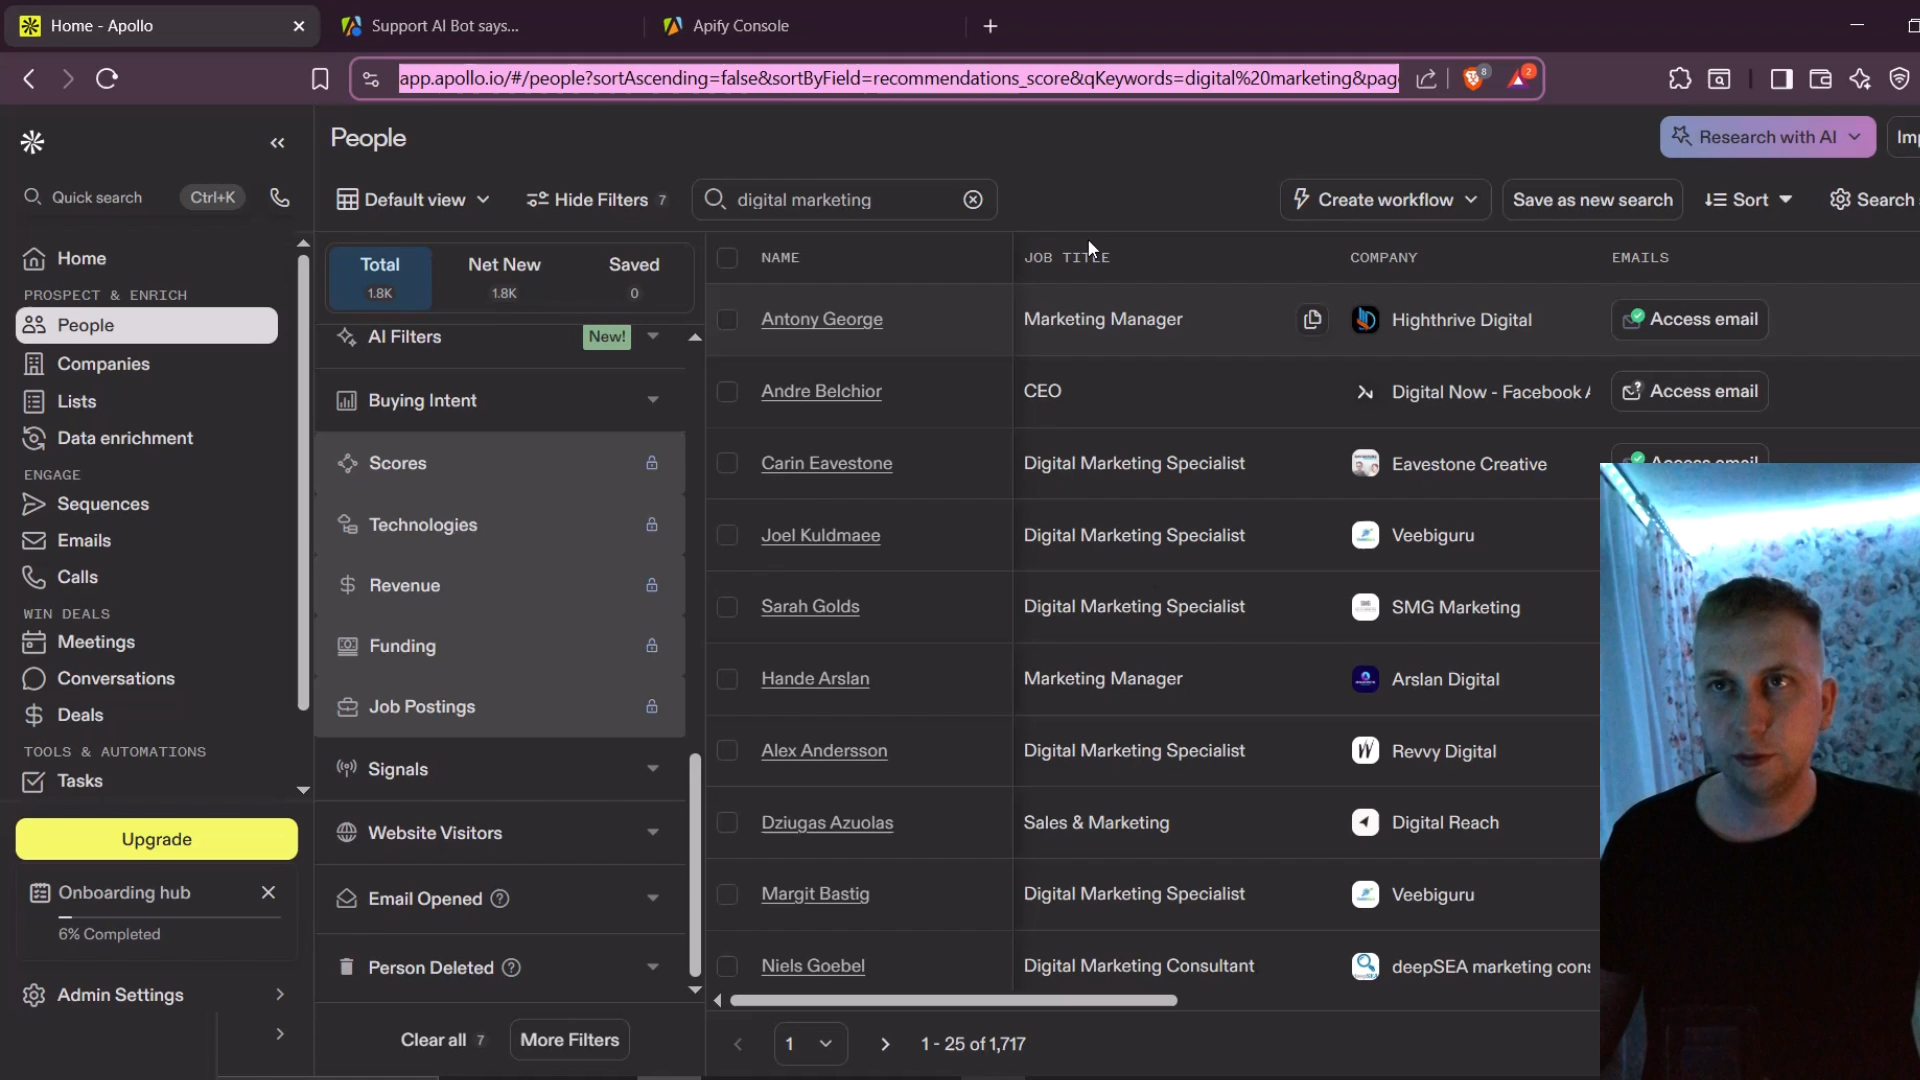 Home - Apollo
Support AI Bot says...
Apify Console
app.apollo.io/#/people?sortAscending=false&sortByField=recommendations_score&qKeywords=digital%20marketing&pag
8
2
People
Research with AI
Imp
Quick search
Ctrl+K
Default view
Hide Filters 7
digital marketing
Create workflow
Save as new search
Sort
Search
Home
PROSPECT & ENRICH
People
Companies
Lists
Data enrichment
ENGAGE
Sequences
Emails
Calls
WIN DEALS
Meetings
Conversations
Deals
TOOLS & AUTOMATIONS
Tasks
Upgrade
Onboarding hub
6% Completed
Admin Settings
Total
1.8K
Net New
1.8K
Saved
0
AI Filters
New!
Buying Intent
Scores
Technologies
Revenue
Funding
Job Postings
Signals
Website Visitors
Email Opened
Person Deleted
Clear all 7
More Filters
NAME JOB TITLE COMPANY EMAILS
Antony George Marketing Manager Highthrive Digital Access email
Andre Belchior CEO Digital Now - Facebook A Access email
Carin Eavestone Digital Marketing Specialist Eavestone Creative Access email
Joel Kuldmaee Digital Marketing Specialist Veebiguru
Sarah Golds Digital Marketing Specialist SMG Marketing
Hande Arslan Marketing Manager Arslan Digital
Alex Andersson Digital Marketing Specialist Revvy Digital
Dziugas Azuolas Sales & Marketing Digital Reach
Margit Bastig Digital Marketing Specialist Veebiguru
Niels Goebel Digital Marketing Consultant deepSEA marketing cons
1
1 - 25 of 1,717